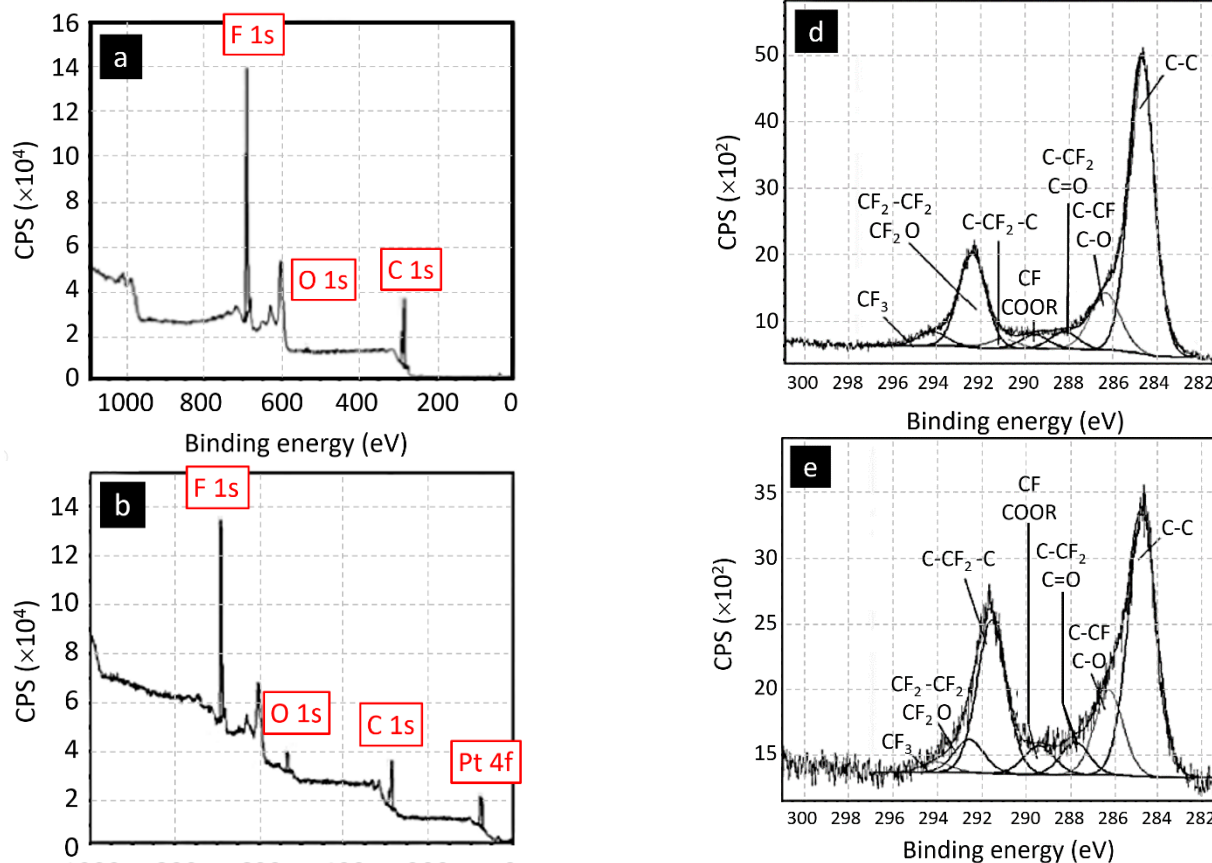 a
F 1s
O 1s
C 1s
CPS (×10⁴)
16
14
12
10
8
6
4
2
0
1000 800 600 400 200 0
Binding energy (eV)
d
C-C
C-CF₂
C=O
C-CF
C-O
CF₂-CF₂
CF₂ O
C-CF₂ -C
CF
COOR
CF₃
CPS (×10²)
50
40
30
20
10
300 298 296 294 292 290 288 286 284 282
Binding energy (eV)
b
F 1s
O 1s
C 1s
Pt 4f
CPS (×10⁴)
14
12
10
8
6
4
2
0
e
CF
COOR
C-C
C-CF₂ -C
C-CF₂
C=O
C-CF
C-O
CF₂-CF₂
CF₂ O
CF₃
CPS (×10²)
35
30
25
20
15
300 298 296 294 292 290 288 286 284 282
Binding energy (eV)